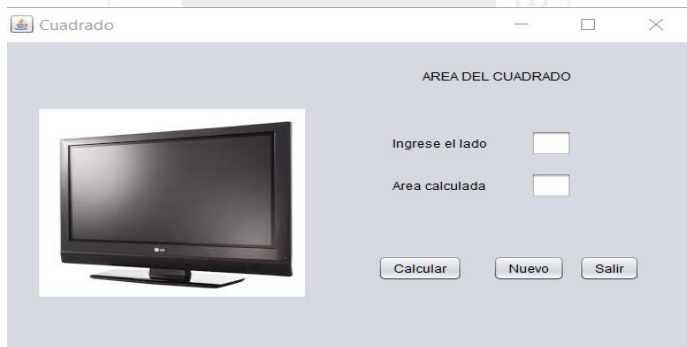 Cuadrado
AREA DEL CUADRADO
Ingrese el lado
Area calculada
Calcular
Nuevo
Salir